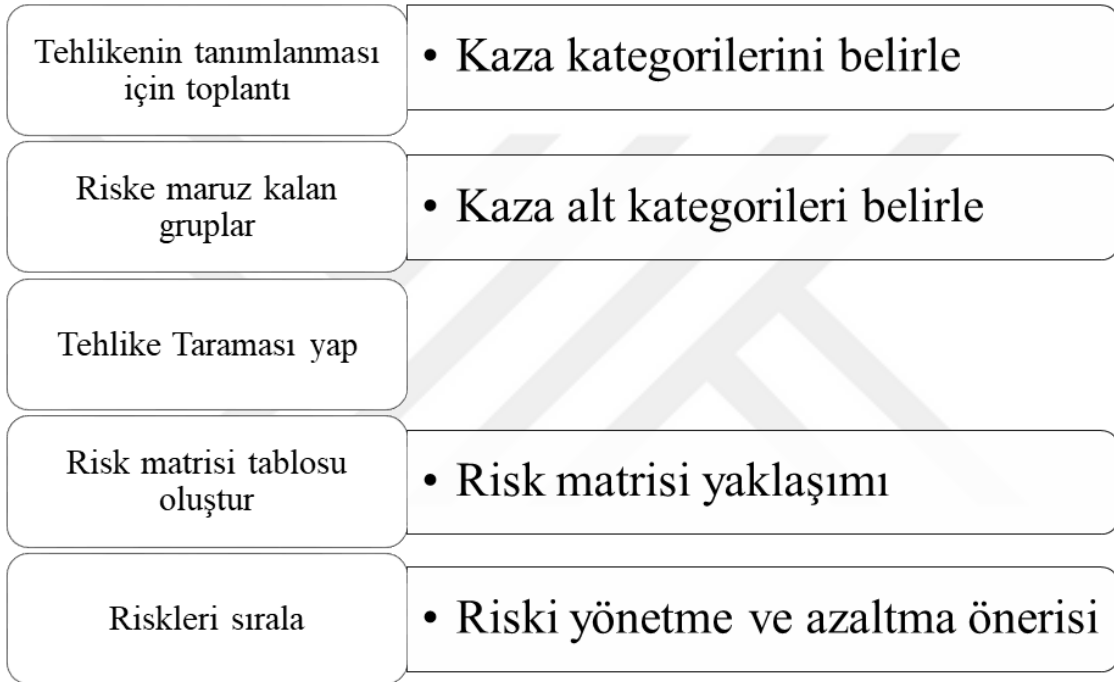 Tehlikenin tanımlanması
için toplantı
• Kaza kategorilerini belirle
Riske maruz kalan
gruplar
• Kaza alt kategorileri belirle
Tehlike Taraması yap
Risk matrisi tablosu
oluştur
• Risk matrisi yaklaşımı
Riskleri sırala
• Riski yönetme ve azaltma önerisi